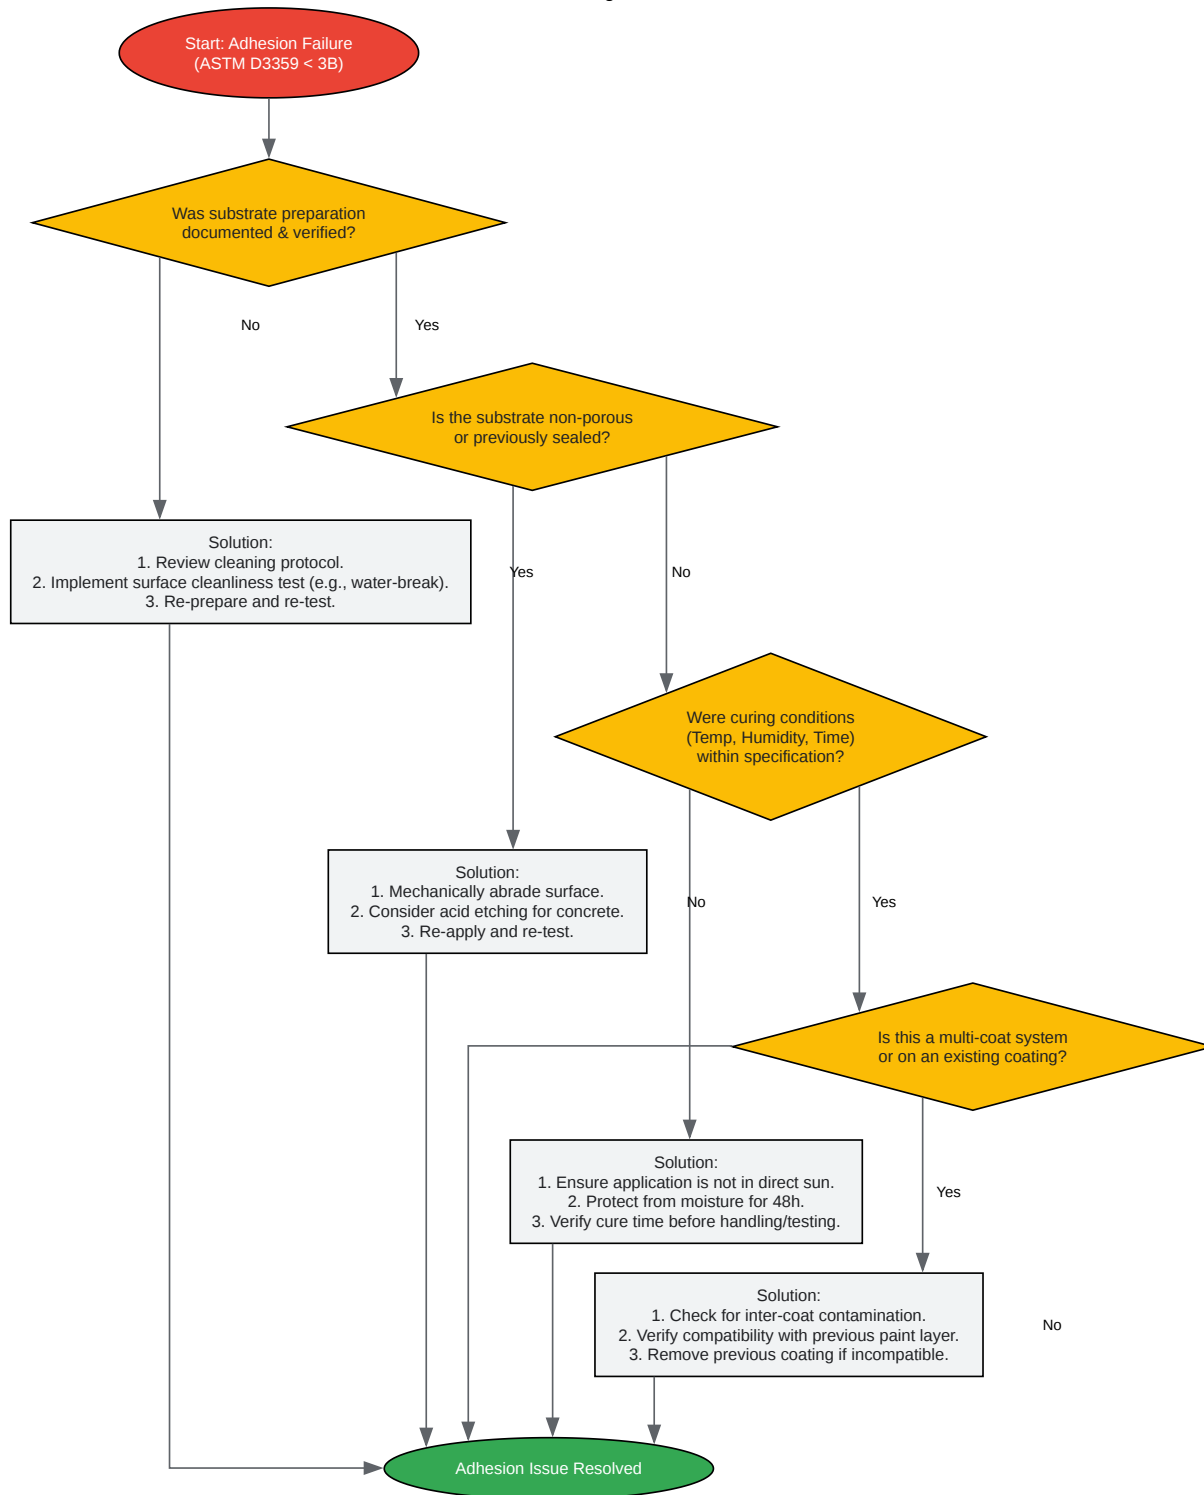 Start: Adhesion Failure
(ASTM D3359 < 3B)
Was substrate preparation
documented & verified?
No
Yes
Is the substrate non-porous
or previously sealed?
Solution:
1. Review cleaning protocol.
2. Implement surface cleanliness test (e.g., water-break).
3. Re-prepare and re-test.
Yes
No
Were curing conditions
(Temp, Humidity, Time)
within specification?
Solution:
1. Mechanically abrade surface.
2. Consider acid etching for concrete.
3. Re-apply and re-test.
No
Yes
Is this a multi-coat system
or on an existing coating?
Solution:
1. Ensure application is not in direct sun.
2. Protect from moisture for 48h.
3. Verify cure time before handling/testing.
Yes
Solution:
1. Check for inter-coat contamination.
2. Verify compatibility with previous paint layer.
3. Remove previous coating if incompatible.
No
Adhesion Issue Resolved